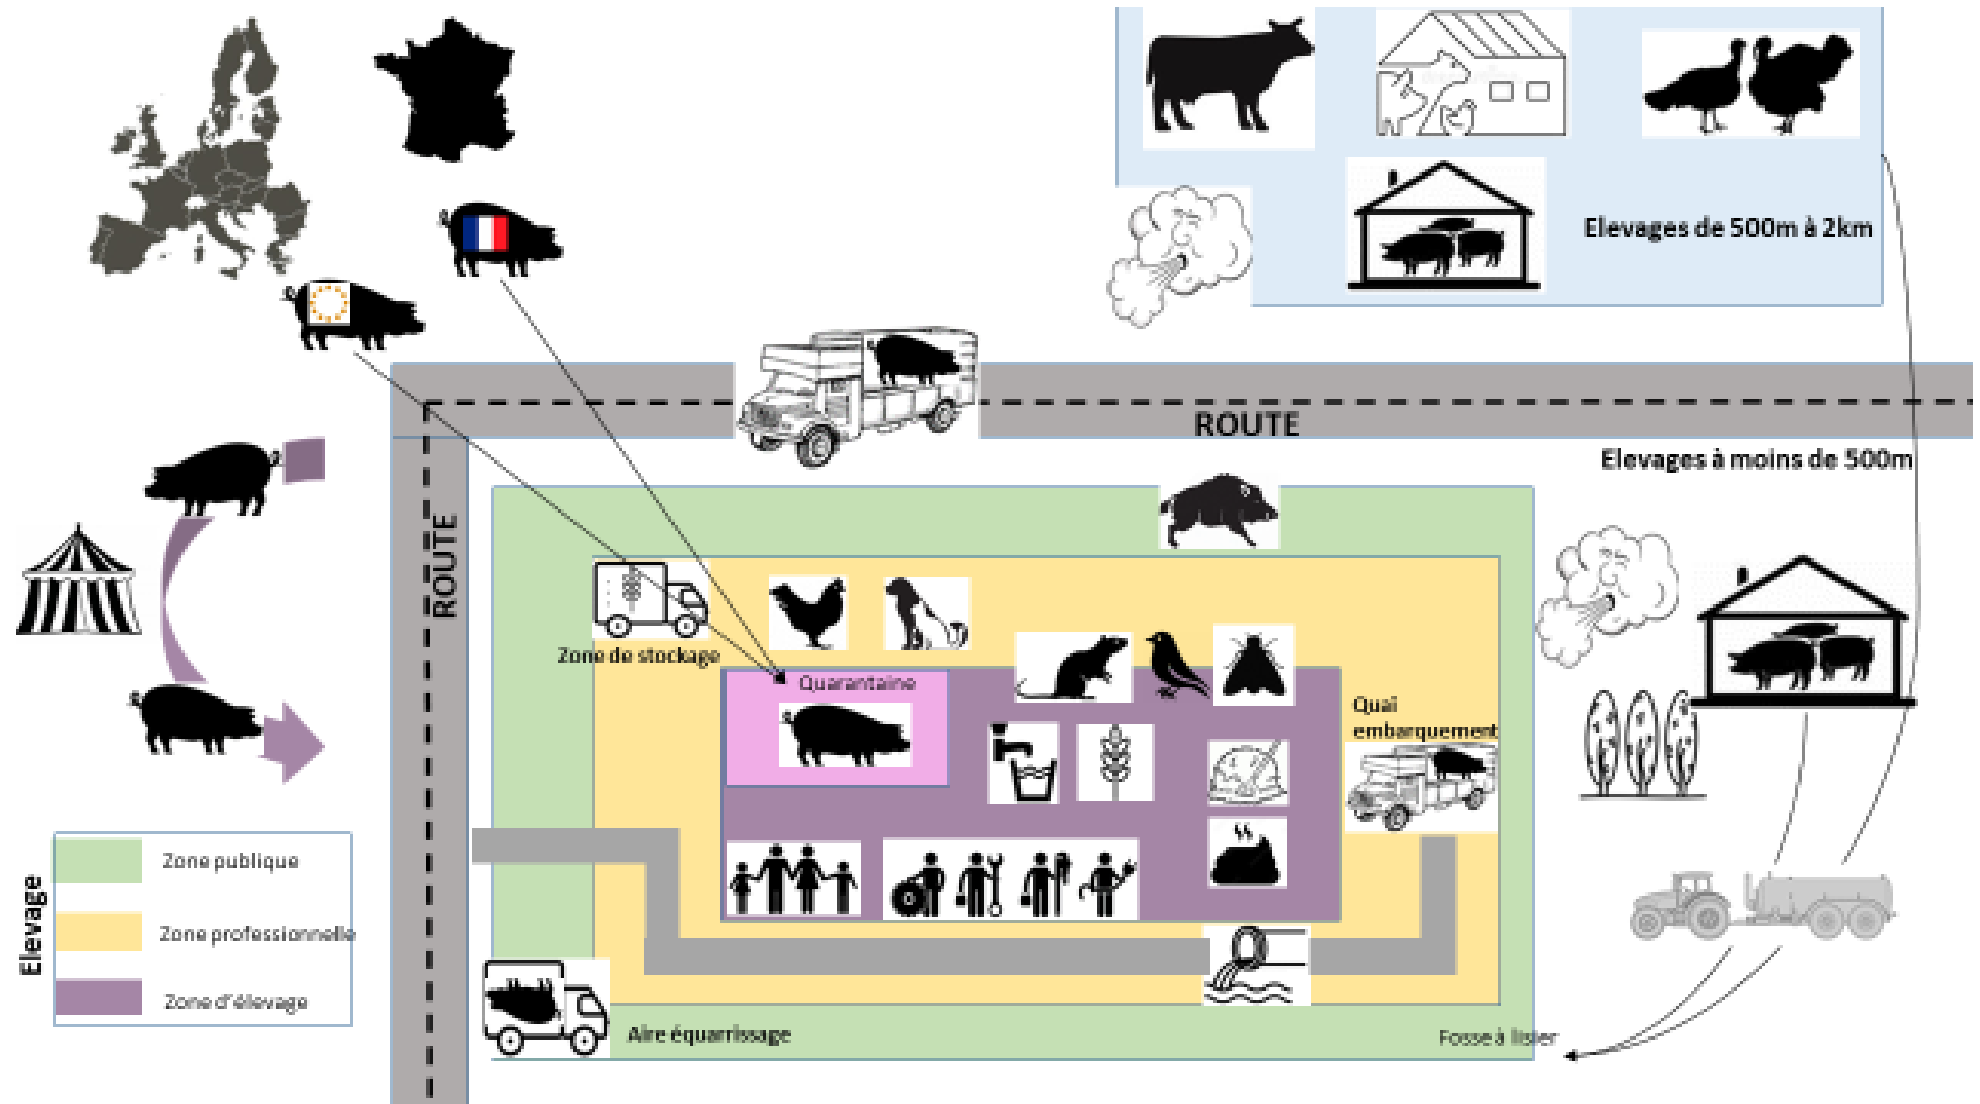 Elevages de 500m à 2km
ROUTE
Elevages à moins de 500m
ROUTE
Zone de stockage
Quarantaine
Quai
embarquement
Elevage
Zone publique
Zone professionnelle
Zone d'élevage
Aire équarrissage
Fosse à lisier